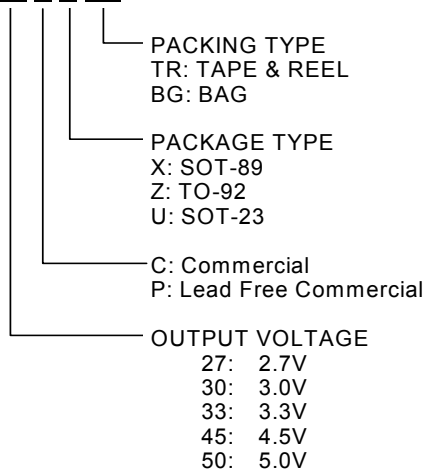 PACKING TYPE
TR: TAPE & REEL
BG: BAG
PACKAGE TYPE
X: SOT-89
Z: TO-92
U: SOT-23
C: Commercial
P: Lead Free Commercial
OUTPUT VOLTAGE
27: 2.7V
30: 3.0V
33: 3.3V
45: 4.5V
50: 5.0V